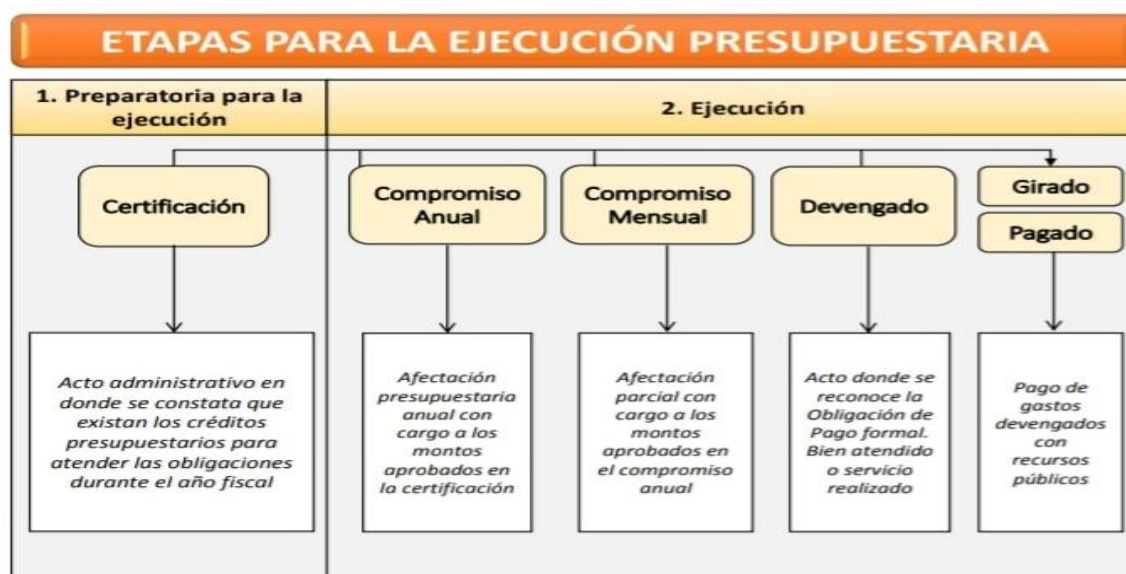 ETAPAS PARA LA EJECUCIÓN PRESUPUESTARIA
1. Preparatoria para la
ejecución
2. Ejecución
Certificación
Compromiso
Anual
Compromiso
Mensual
Devengado
Girado
Pagado
Acto administrativo en
donde se constata que
existan los créditos
presupuestarios para
atender las obligaciones
durante el año fiscal
Afectación
presupuestaria
anual con
cargo a los
montos
aprobados en
la certificación
Afectación
parcial con
cargo a los
montos
aprobados en
el compromiso
anual
Acto donde se
reconoce la
Obligación de
Pago formal.
Bien atendido
o servicio
realizado
Pago de
gastos
devengados
con
recursos
públicos